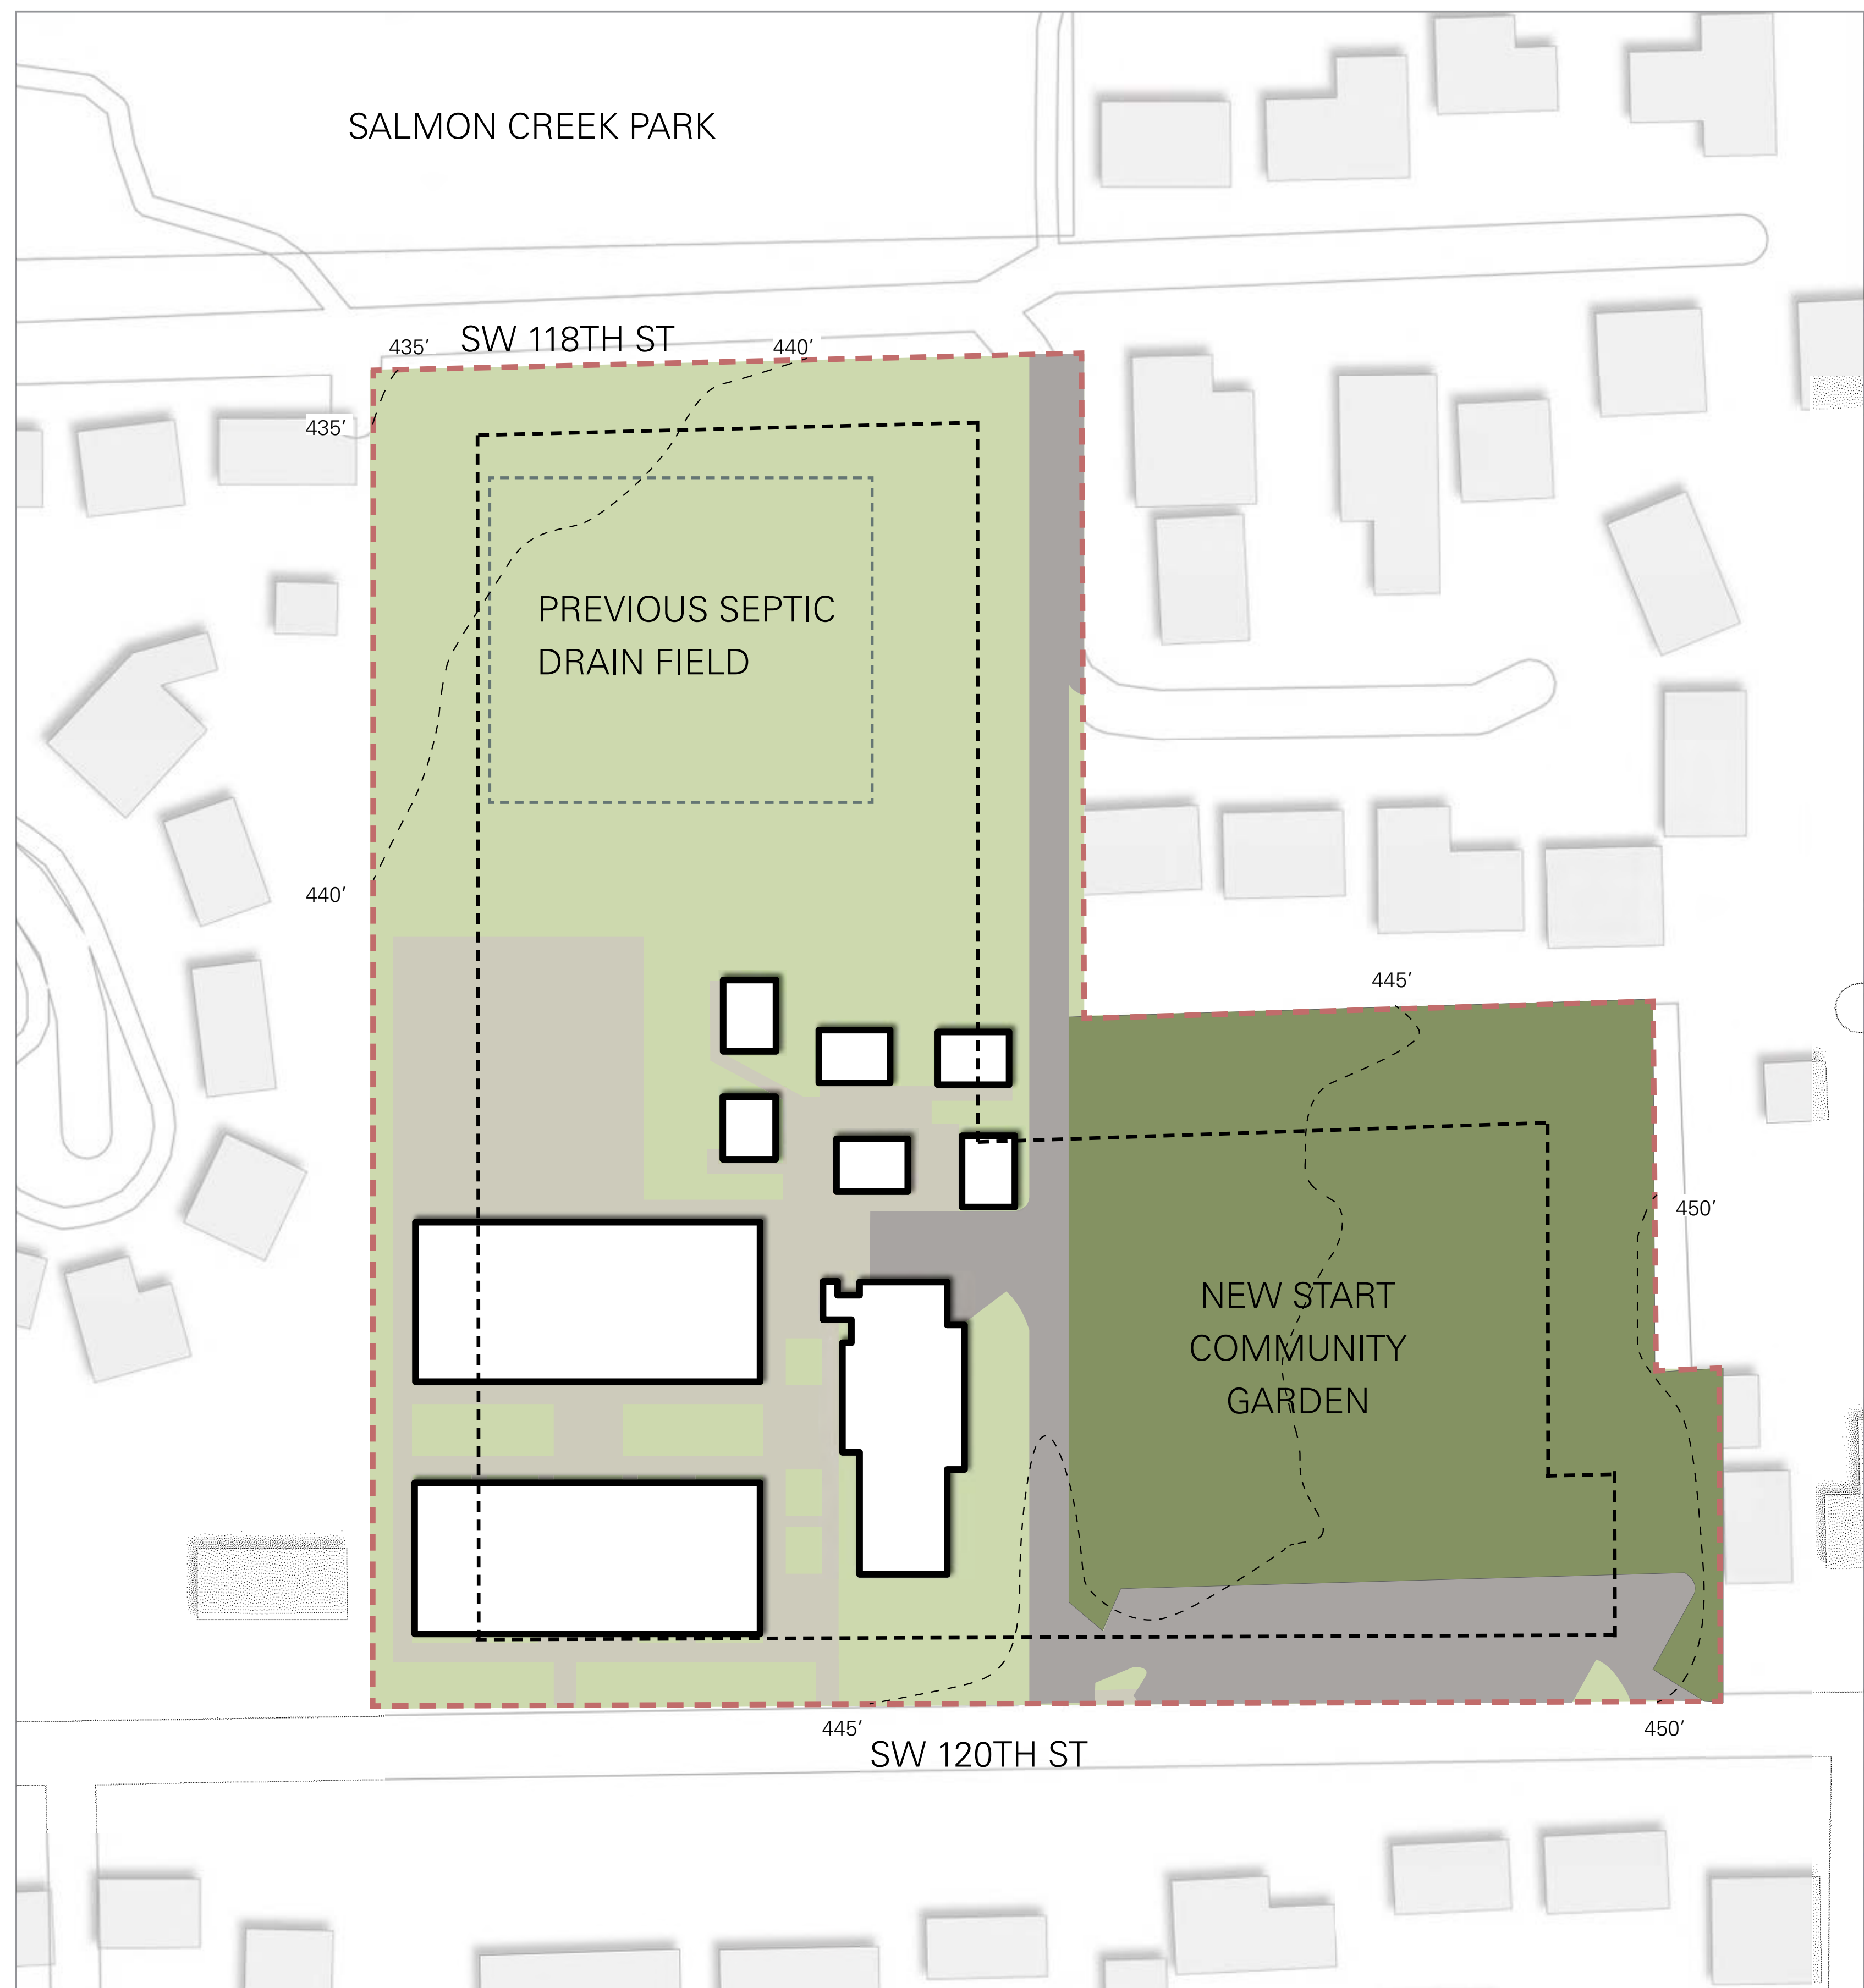 SALMON CREEK PARK
SW 118TH ST
435’
440’
435’
PREVIOUS SEPTIC
DRAIN FIELD
440’
445’
450’
NEW START
COMMUNITY
GARDEN
445’
450’
SW 120TH ST